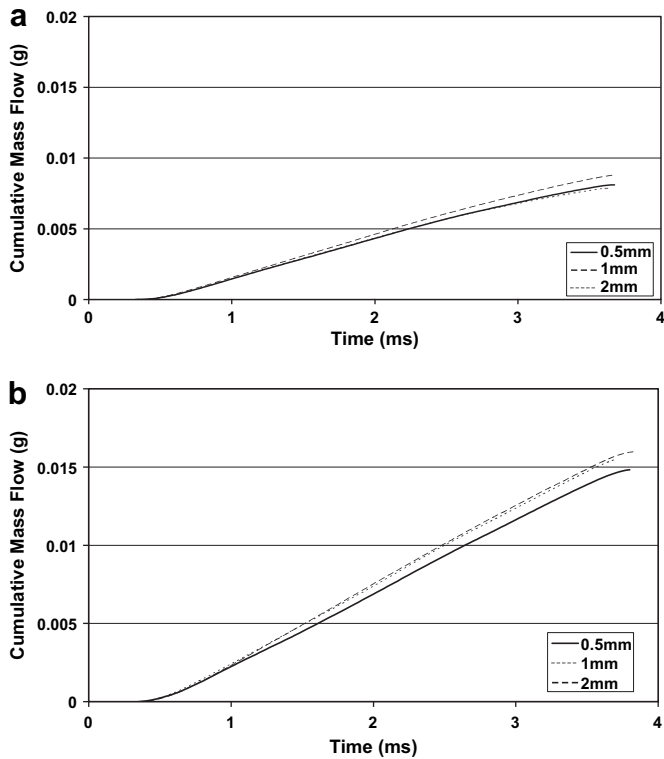 a
Cumulative Mass Flow (g)
0.02
0.015
0.01
0.005
0
0 1 2 3 4
Time (ms)
0.5mm
1mm
2mm
b
Cumulative Mass Flow (g)
0.02
0.015
0.01
0.005
0
0 1 2 3 4
Time (ms)
0.5mm
1mm
2mm